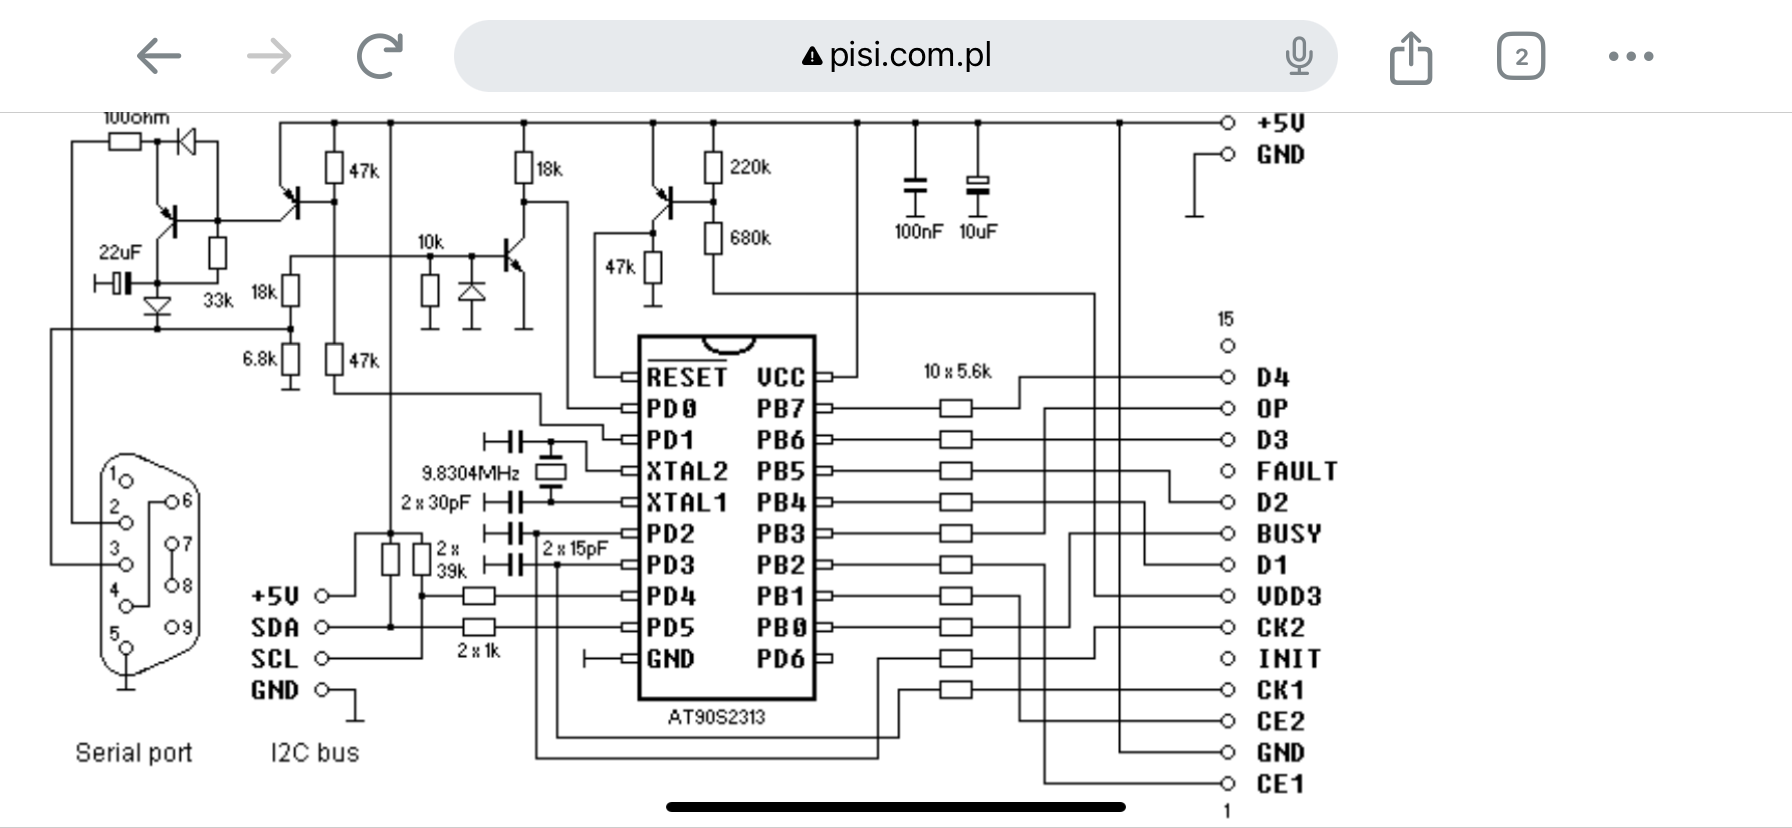 pisi.com.pl
2
100ohm
+5V
GND
47k
18k
220k
680k
100nF
10uF
22uF
33k
10k
18k
47k
6.8k
47k
15
RESET
VCC
10 x 5.6k
D4
PD0
PB7
OP
PD1
PB6
D3
9.8304MHz
XTAL2
PB5
FAULT
2 x 30pF
XTAL1
PB4
D2
PD2
PB3
BUSY
2 x
39k
2 x 15pF
PD3
PB2
D1
+5V
PD4
PB1
VDD3
SDA
PD5
PB0
CK2
SCL
2 x 1k
GND
PD6
INIT
GND
CK1
1
2
3
4
5
6
7
8
9
AT90S2313
CE2
Serial port
I2C bus
GND
CE1
1